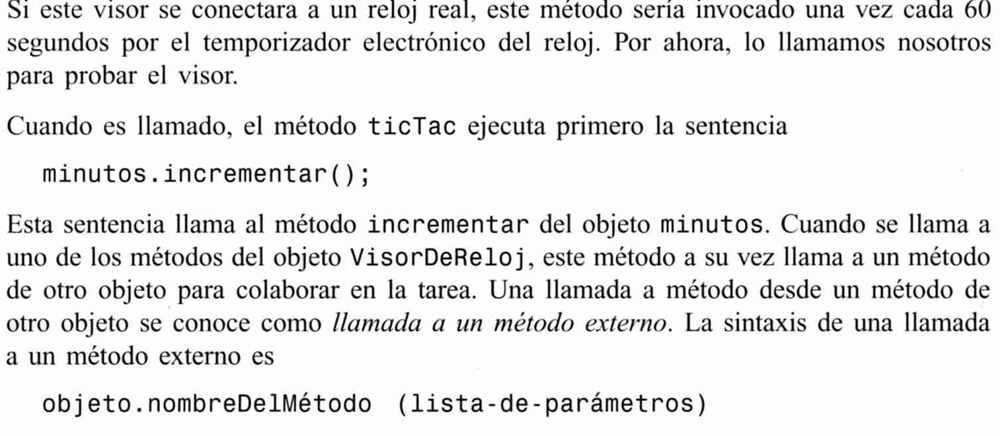 Si este visor se conectara a un reloj real, este método sería invocado una vez cada 60
segundos por el temporizador electrónico del reloj. Por ahora, lo llamamos nosotros
para probar el visor.
Cuando es llamado, el método ticTac ejecuta primero la sentencia
minutos.incrementar();
Esta sentencia llama al método incrementar del objeto minutos. Cuando se llama a
uno de los métodos del objeto VisorDeReloj, este método a su vez llama a un método
de otro objeto para colaborar en la tarea. Una llamada a método desde un método de
otro objeto se conoce como llamada a un método externo. La sintaxis de una llamada
a un método externo es
objeto.nombreDelMétodo (lista-de-parámetros)